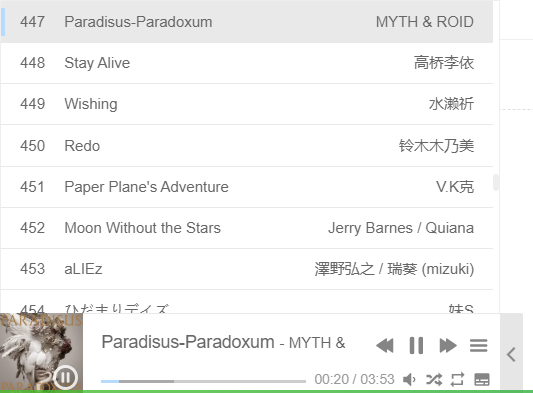 447 Paradisus-Paradoxum MYTH & ROID
448 Stay Alive 高桥李依
449 Wishing 水濑祈
450 Redo 铃木木乃美
451 Paper Plane's Adventure V.K克
452 Moon Without the Stars Jerry Barnes / Quiana
453 aLIEz 澤野弘之 / 瑞葵 (mizuki)
454 ひだまりデイズ 妹S
Paradisus-Paradoxum - MYTH &
00:20 / 03:53